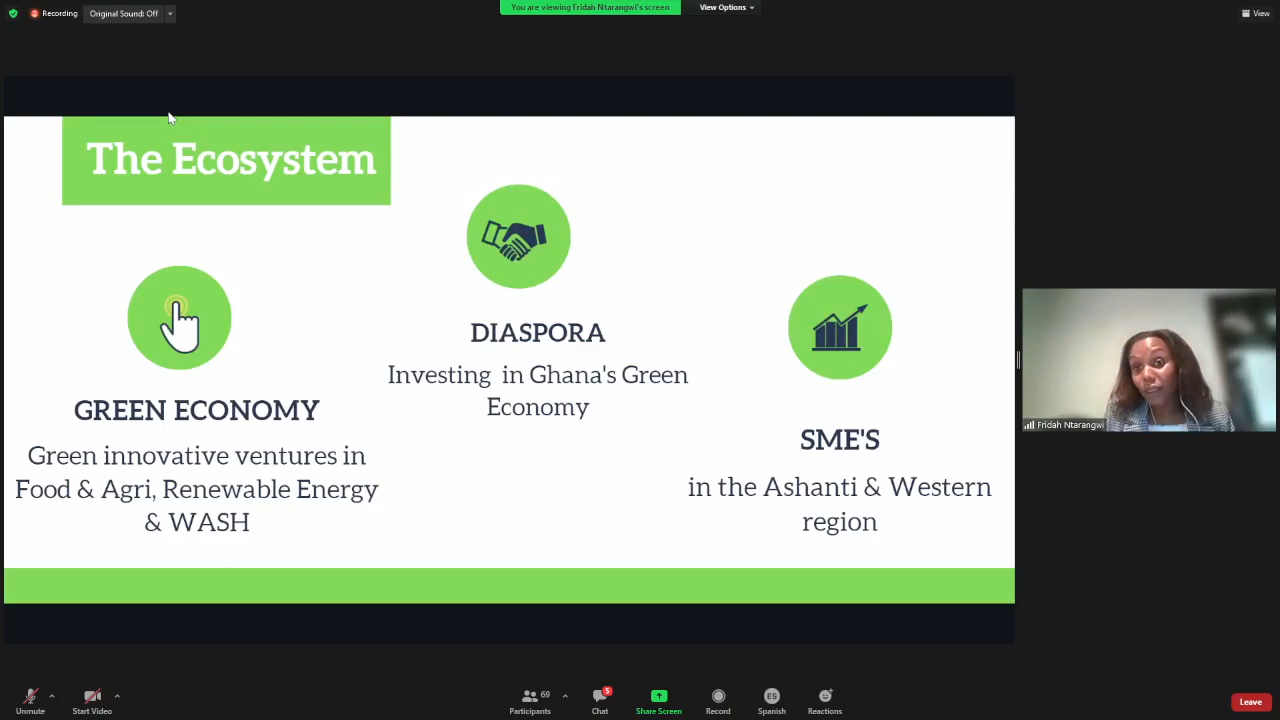 Recording
Original Sound: Off
You are viewing Fridah Ntarangwi's screen
View Options
View
The Ecosystem
DIASPORA
Investing in Ghana's Green
Economy
GREEN ECONOMY
Green innovative ventures in
Food & Agri, Renewable Energy
& WASH
SME'S
in the Ashanti & Western
region
Fridah Ntarangwi
Unmute
Start Video
69
Participants
5
Chat
Share Screen
Record
ES
Spanish
Reactions
Leave